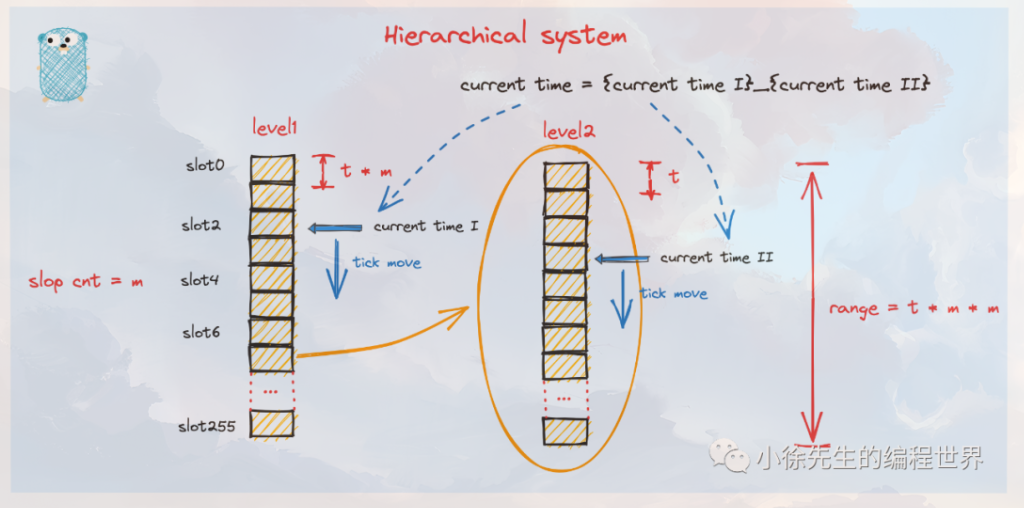 Hierarchical system
current time = {current time I}_{current time II}
level1
level2
slot0
t * m
t
slot2
current time I
current time II
tick move
tick move
slop cnt = m
slot4
range = t * m * m
slot6
...
...
slot255
小徐先生的编程世界